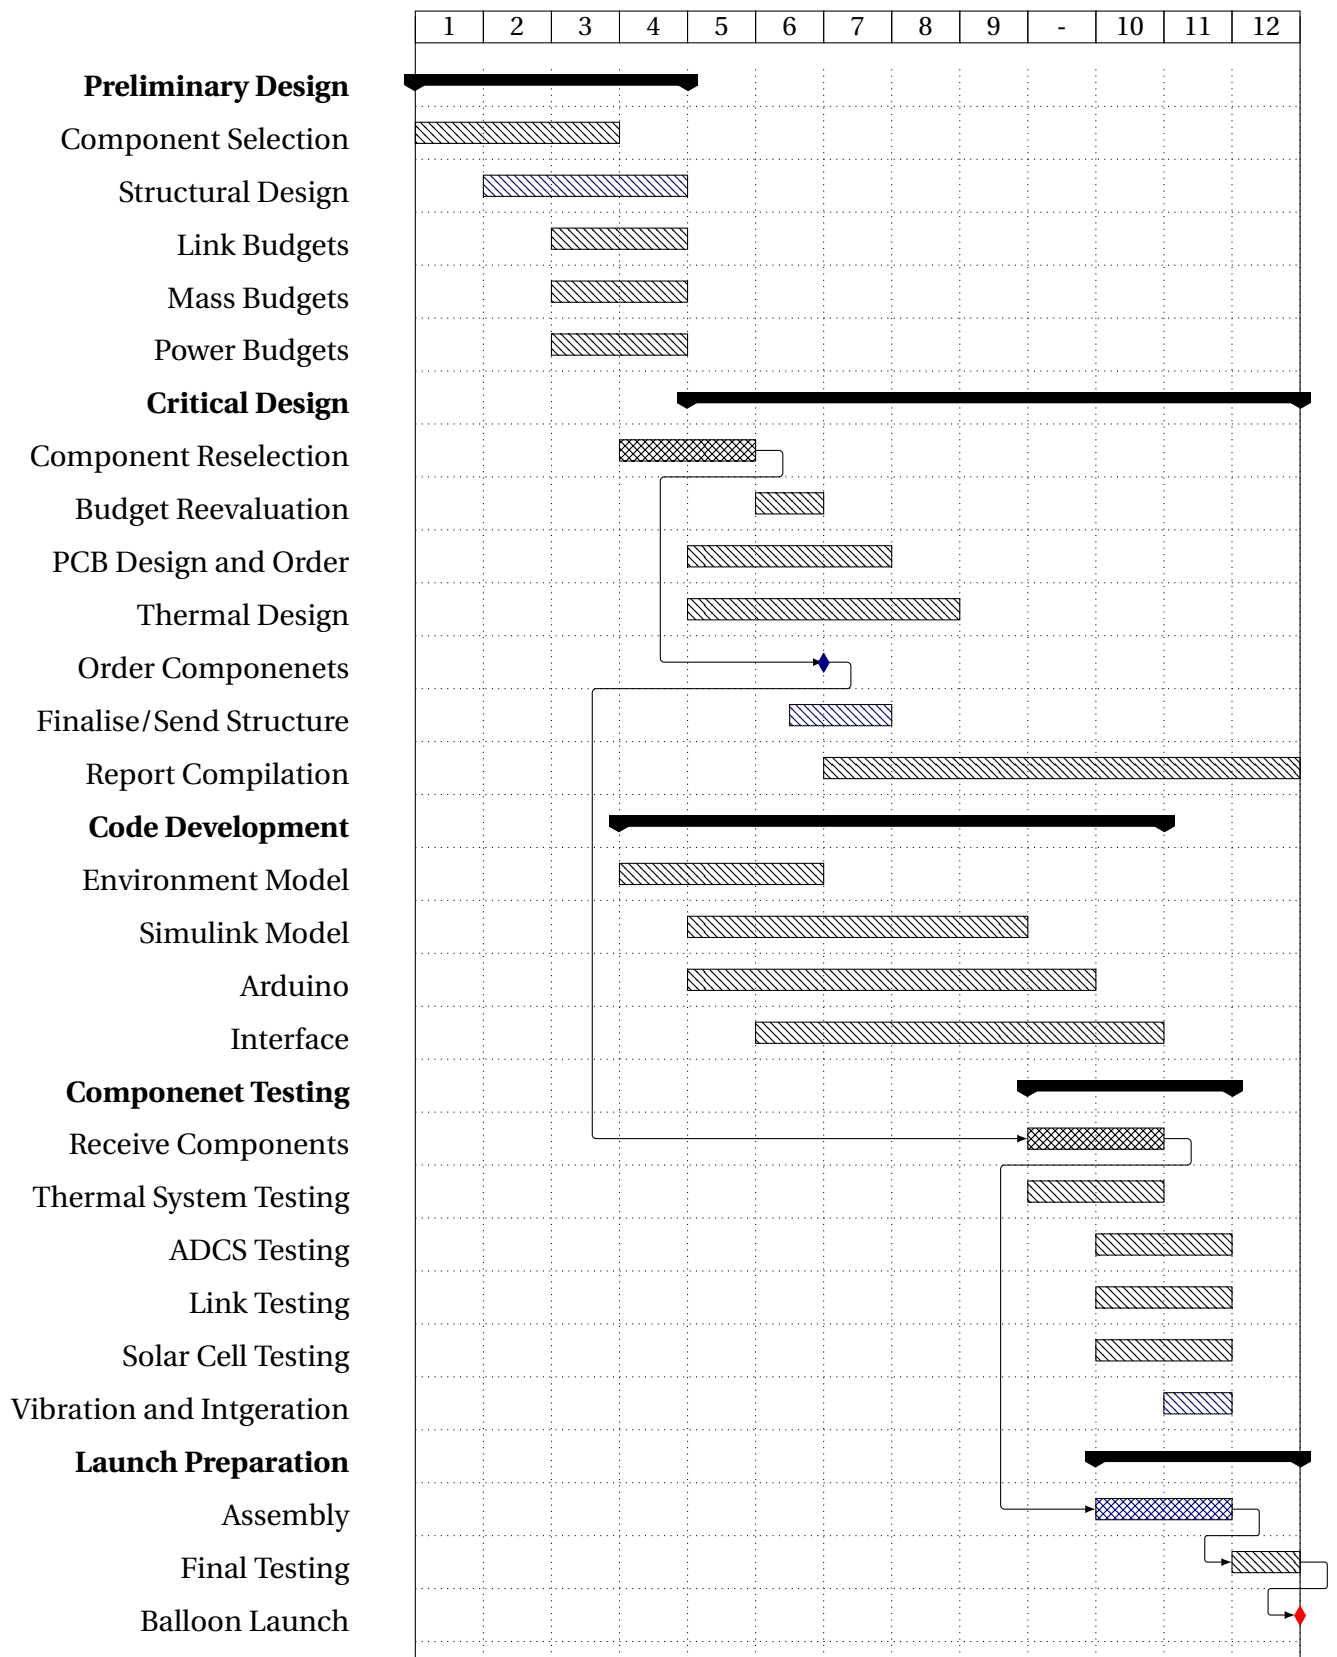 1 2 3 4 5 6 7 8 9 - 10 11 12
Preliminary Design
Component Selection
Structural Design
Link Budgets
Mass Budgets
Power Budgets
Critical Design
Component Reselection
Budget Reevaluation
PCB Design and Order
Thermal Design
Order Componenets
Finalise/Send Structure
Report Compilation
Code Development
Environment Model
Simulink Model
Arduino
Interface
Componenet Testing
Receive Components
Thermal System Testing
ADCS Testing
Link Testing
Solar Cell Testing
Vibration and Intgeration
Launch Preparation
Assembly
Final Testing
Balloon Launch